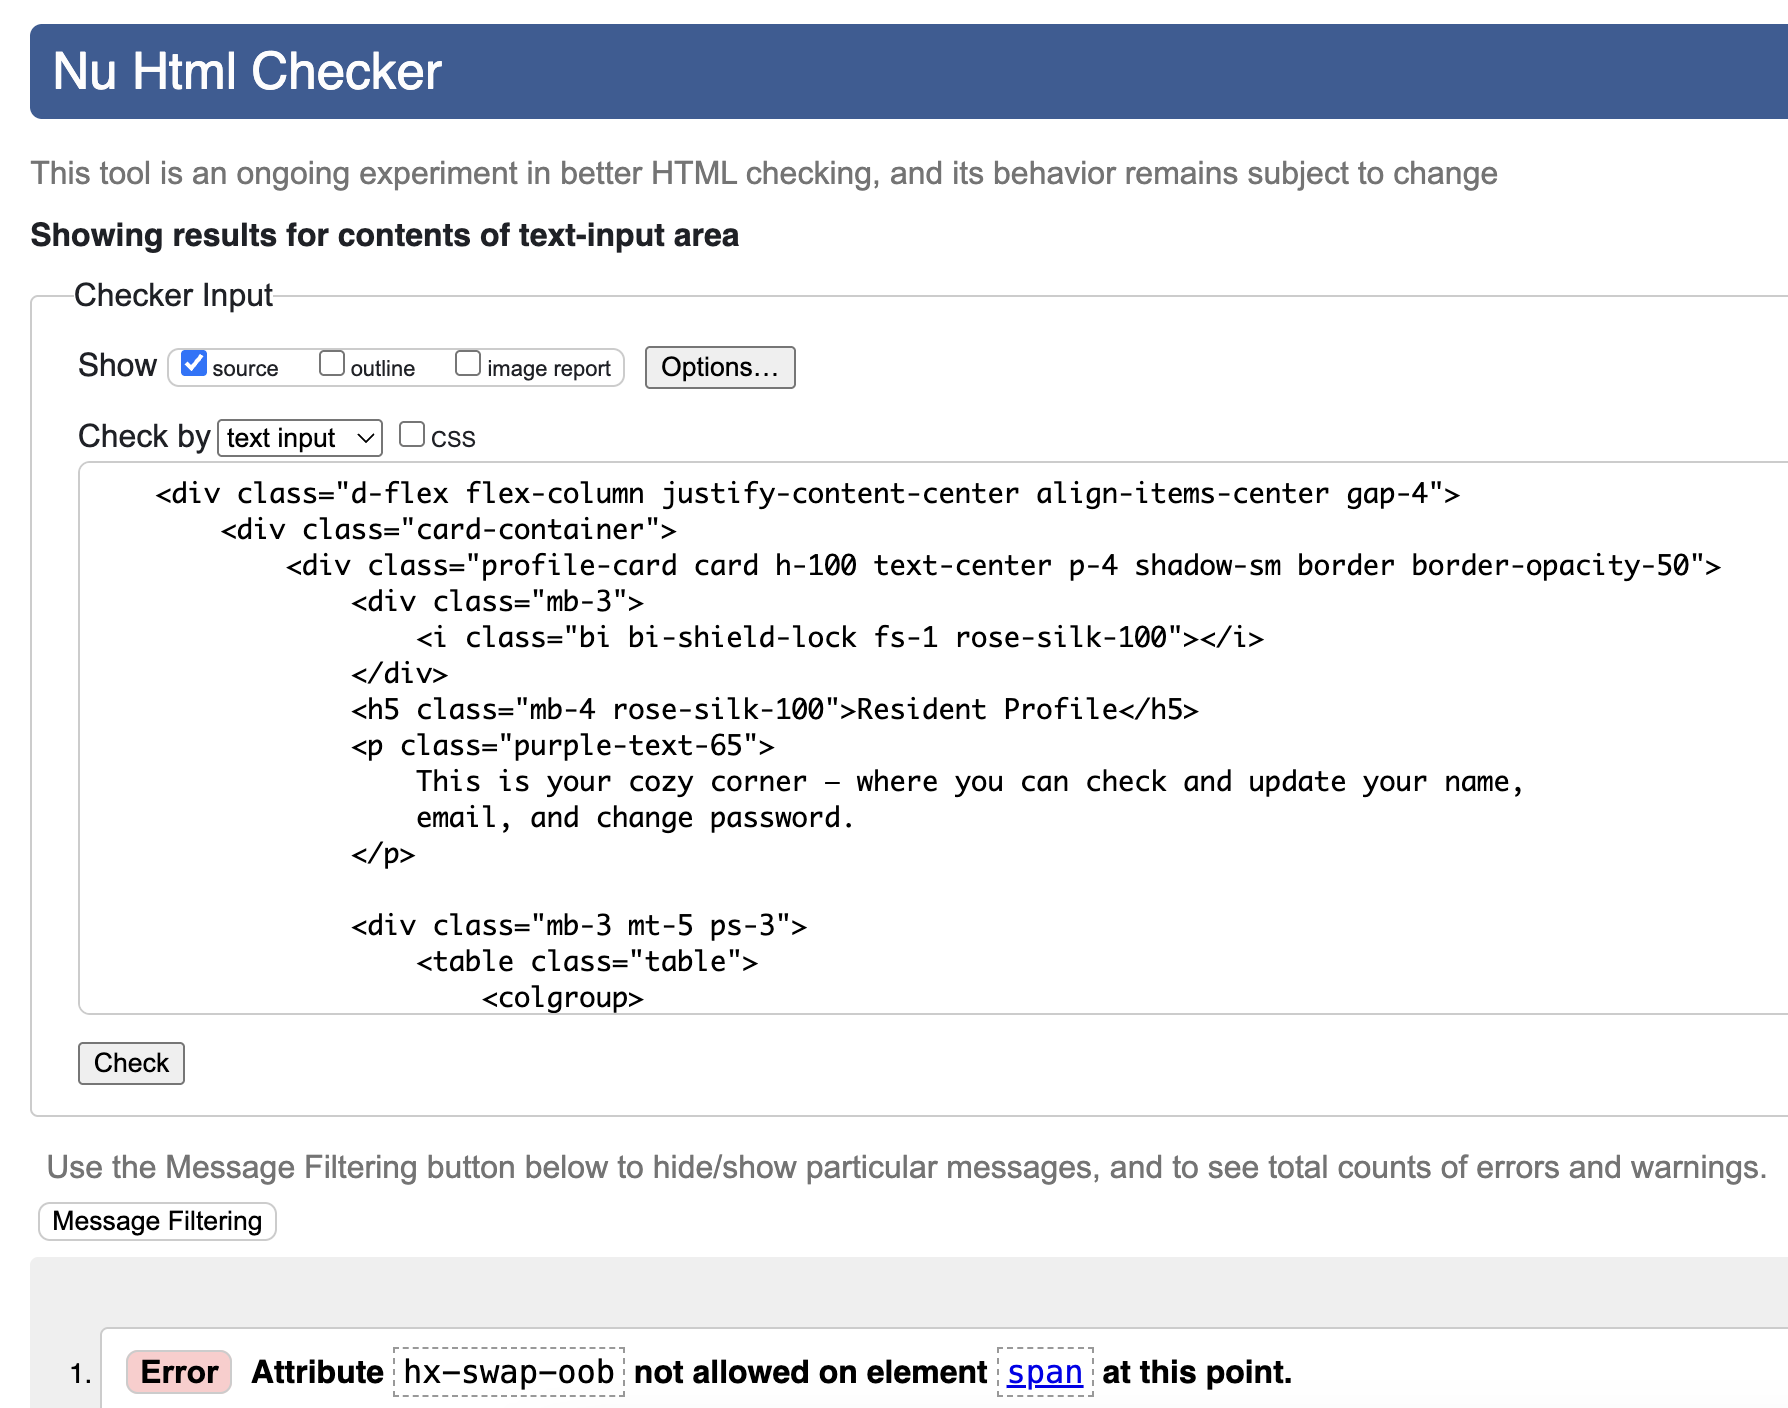 Nu Html Checker
This tool is an ongoing experiment in better HTML checking, and its behavior remains subject to change
Showing results for contents of text-input area
Checker Input
Show source outline image report Options...
Check by text input css
<div class="d-flex flex-column justify-content-center align-items-center gap-4">
<div class="card-container">
<div class="profile-card card h-100 text-center p-4 shadow-sm border border-opacity-50">
<div class="mb-3">
<i class="bi bi-shield-lock fs-1 rose-silk-100"></i>
</div>
<h5 class="mb-4 rose-silk-100">Resident Profile</h5>
<p class="purple-text-65">
This is your cozy corner – where you can check and update your name,
email, and change password.
</p>
<div class="mb-3 mt-5 ps-3">
<table class="table">
<colgroup>
Check
Use the Message Filtering button below to hide/show particular messages, and to see total counts of errors and warnings.
Message Filtering
1. Error Attribute hx-swap-oob not allowed on element span at this point.